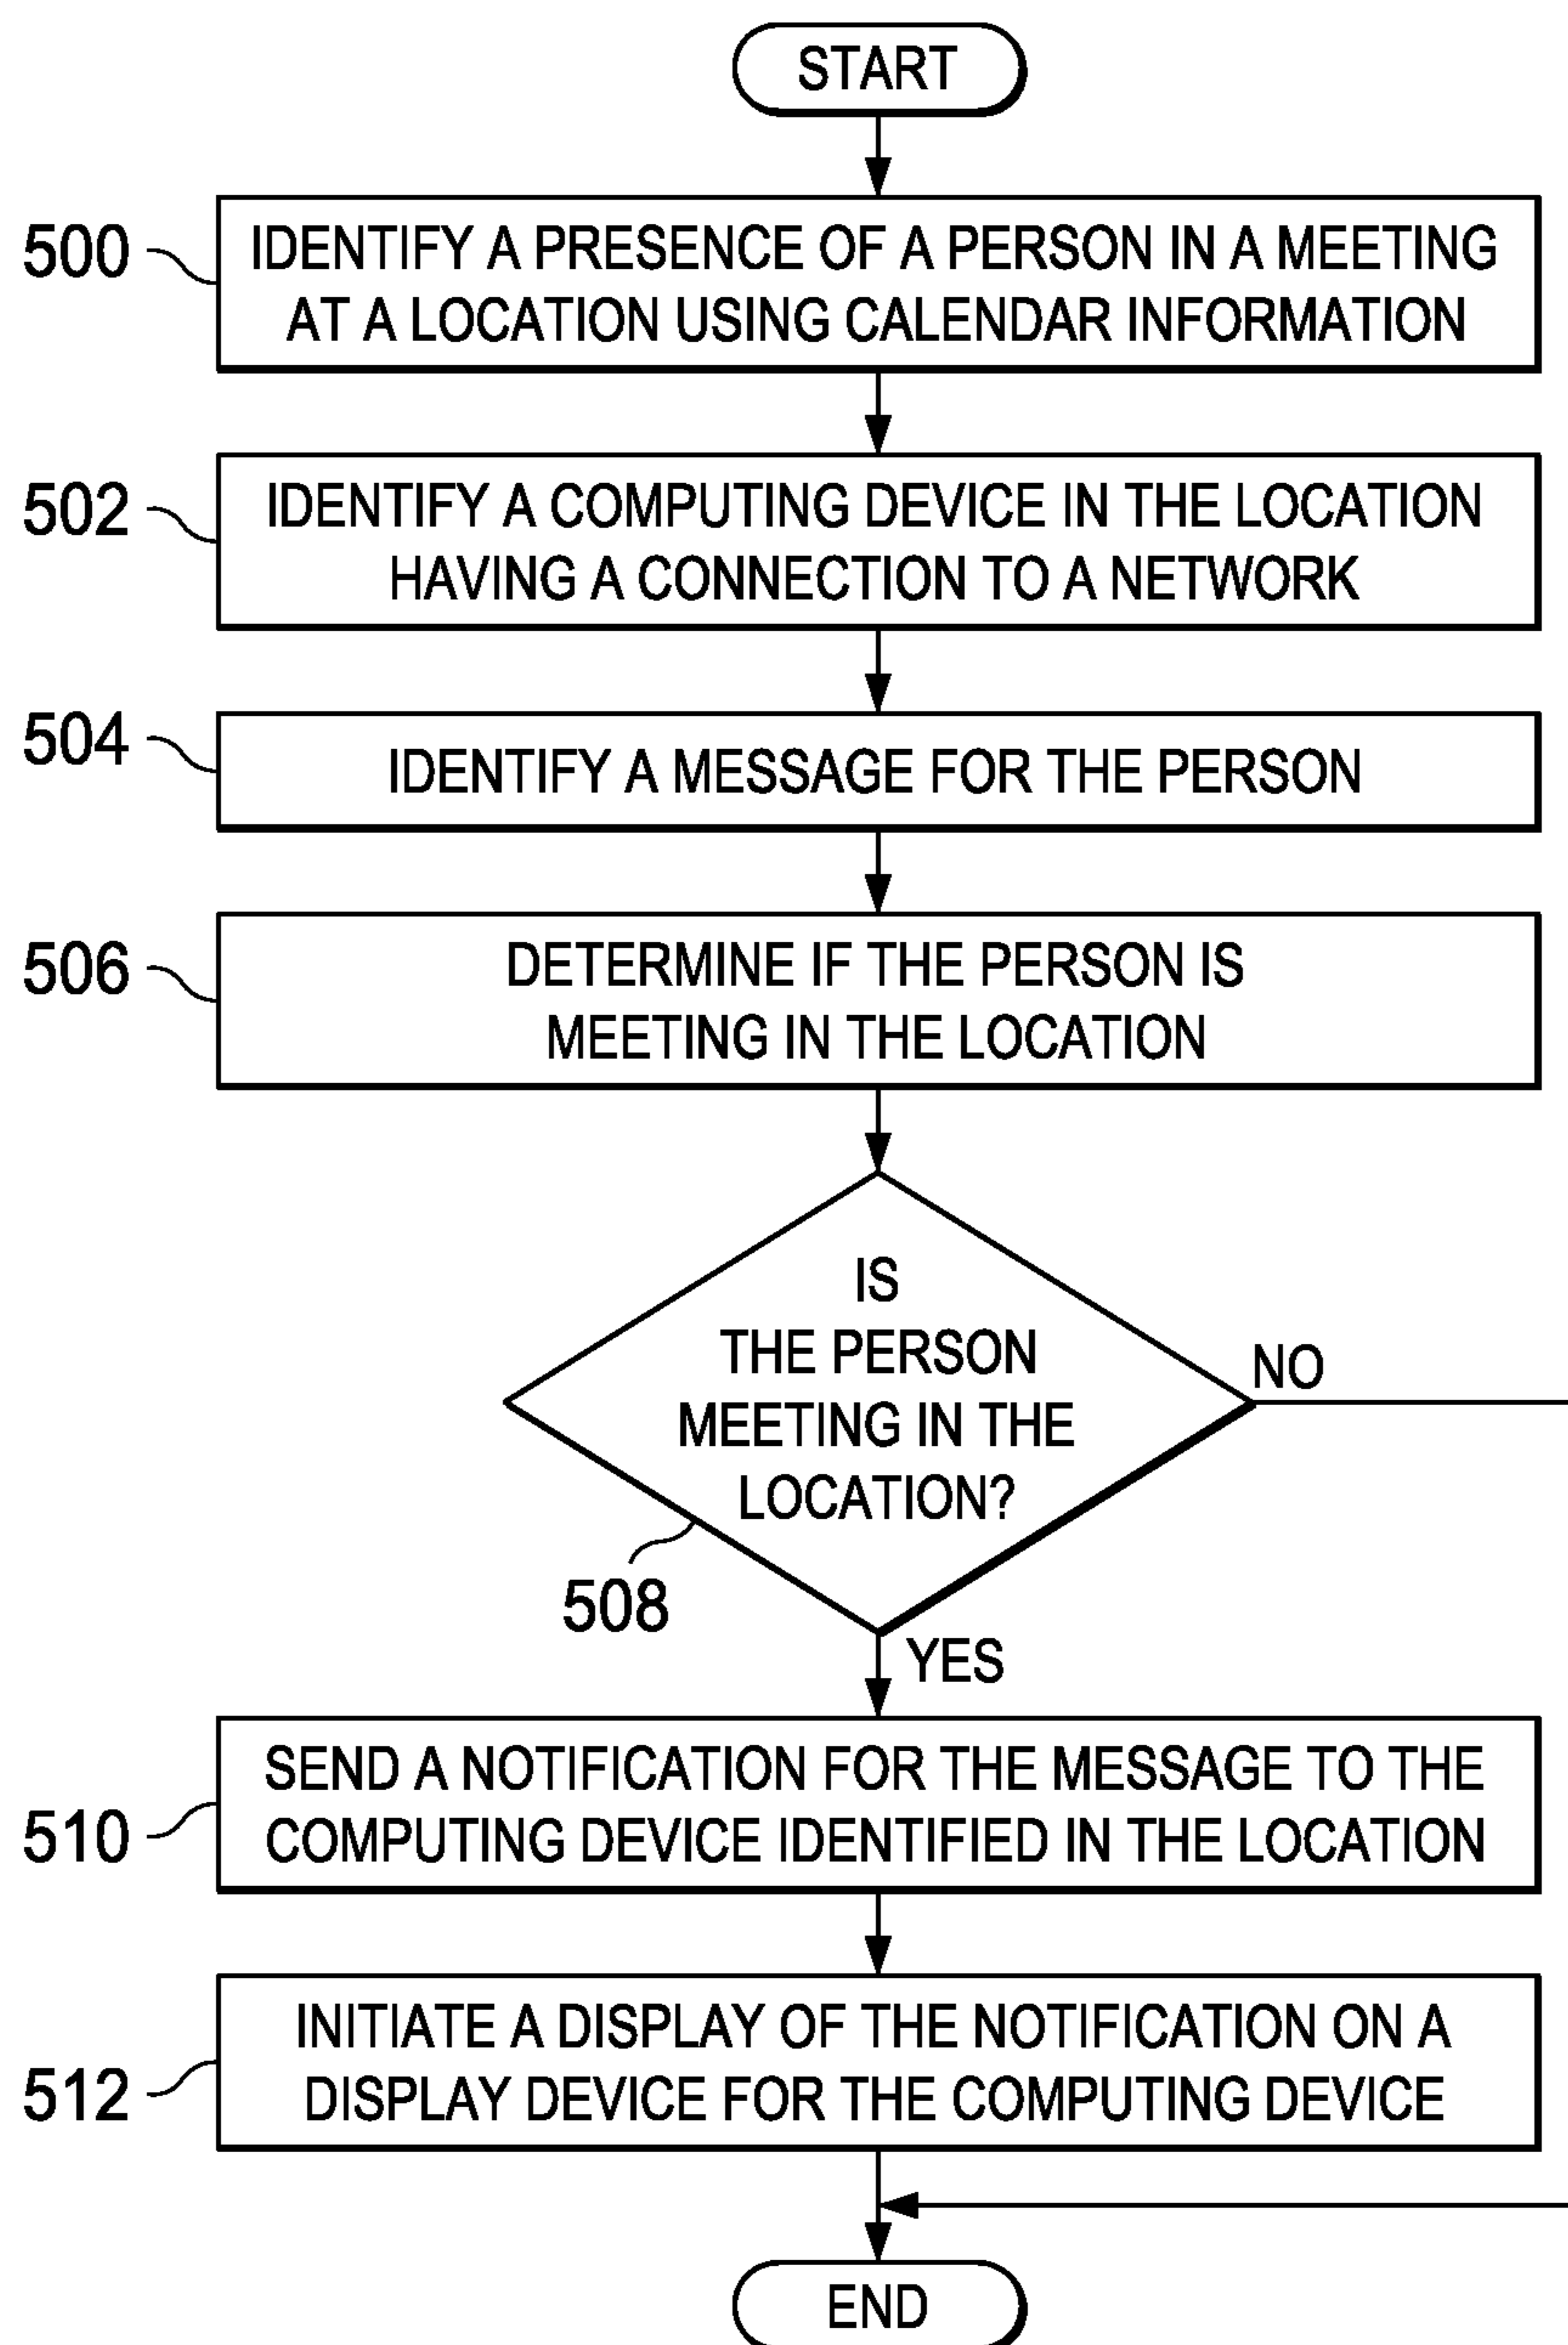 START
500
IDENTIFY A PRESENCE OF A PERSON IN A MEETING
AT A LOCATION USING CALENDAR INFORMATION
502
IDENTIFY A COMPUTING DEVICE IN THE LOCATION
HAVING A CONNECTION TO A NETWORK
504
IDENTIFY A MESSAGE FOR THE PERSON
506
DETERMINE IF THE PERSON IS
MEETING IN THE LOCATION
IS
THE PERSON
MEETING IN THE
LOCATION?
NO
508
YES
510
SEND A NOTIFICATION FOR THE MESSAGE TO THE
COMPUTING DEVICE IDENTIFIED IN THE LOCATION
512
INITIATE A DISPLAY OF THE NOTIFICATION ON A
DISPLAY DEVICE FOR THE COMPUTING DEVICE
END